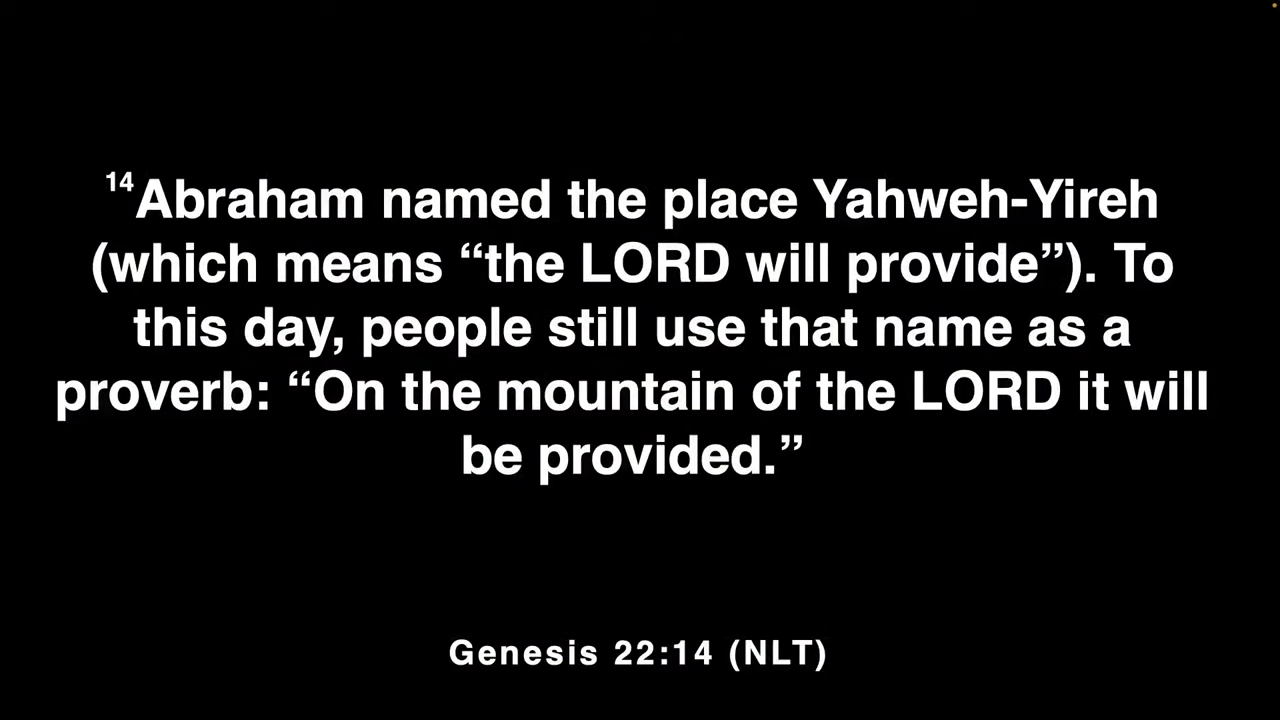 14Abraham named the place Yahweh-Yireh
(which means “the LORD will provide”). To
this day, people still use that name as a
proverb: “On the mountain of the LORD it will
be provided.”
Genesis 22:14 (NLT)